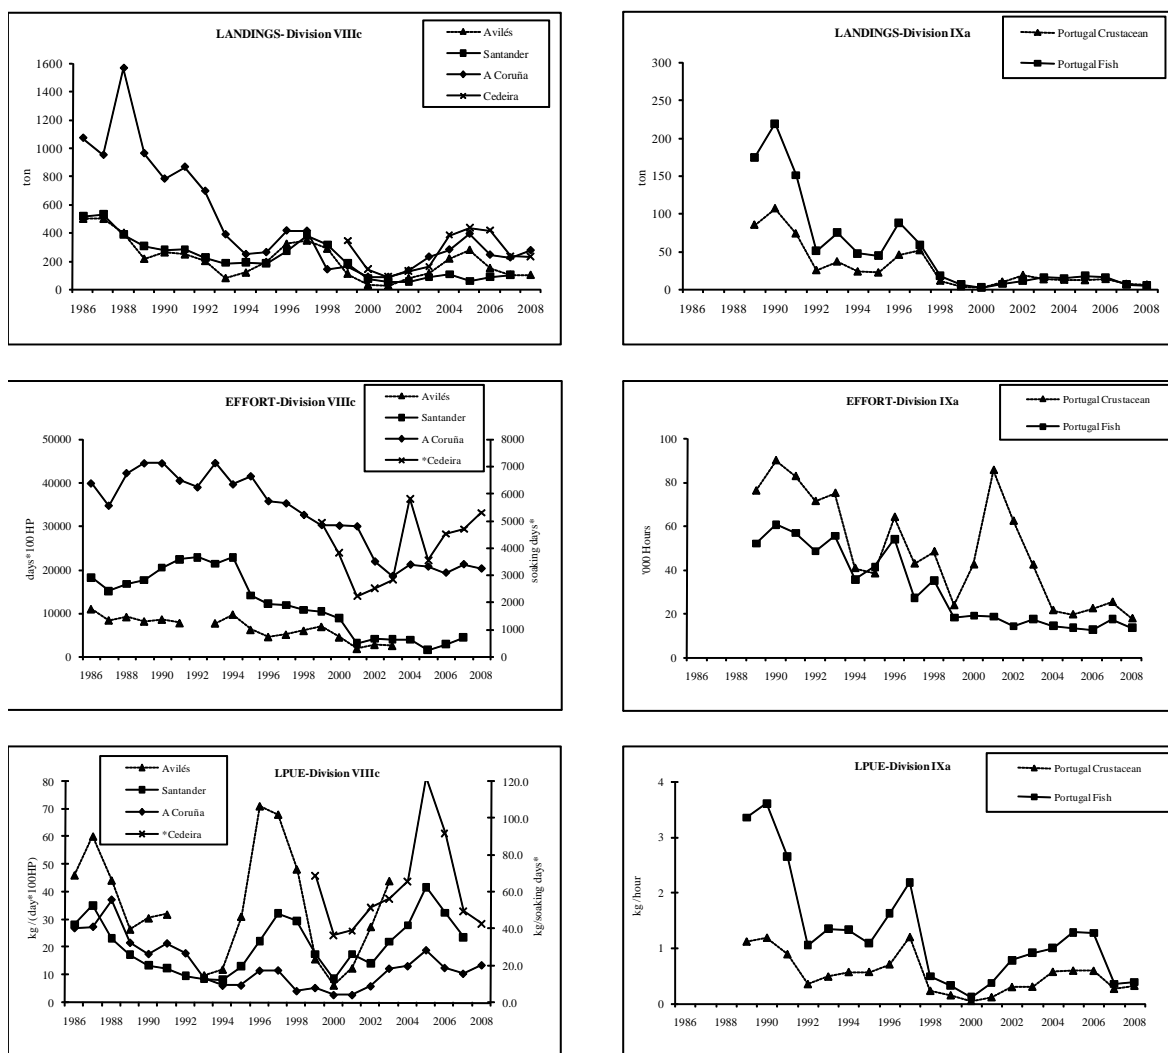 LANDINGS- Division VIIIc
Avilés
Santander
A Coruña
Cedeira
ton
1600
1400
1200
1000
800
600
400
200
0
1986 1988 1990 1992 1994 1996 1998 2000 2002 2004 2006 2008
LANDINGS-Division IXa
Portugal Crustacean
Portugal Fish
ton
300
250
200
150
100
50
0
1986 1988 1990 1992 1994 1996 1998 2000 2002 2004 2006 2008
EFFORT-Division VIIIc
Avilés
Santander
A Coruña
*Cedeira
days*100 HP
50000
40000
30000
20000
10000
0
soaking days*
8000
7000
6000
5000
4000
3000
2000
1000
0
1986 1988 1990 1992 1994 1996 1998 2000 2002 2004 2006 2008
EFFORT-Division IXa
Portugal Crustacean
Portugal Fish
'000 Hours
100
80
60
40
20
0
1986 1988 1990 1992 1994 1996 1998 2000 2002 2004 2006 2008
LPUE-Division VIIIc
Avilés
Santander
A Coruña
*Cedeira
kg / (day*100HP)
80
70
60
50
40
30
20
10
0
kg/soaking days*
120.0
100.0
80.0
60.0
40.0
20.0
0.0
1986 1988 1990 1992 1994 1996 1998 2000 2002 2004 2006 2008
LPUE-Division IXa
Portugal Crustacean
Portugal Fish
kg /hour
4
3
2
1
0
1986 1988 1990 1992 1994 1996 1998 2000 2002 2004 2006 2008